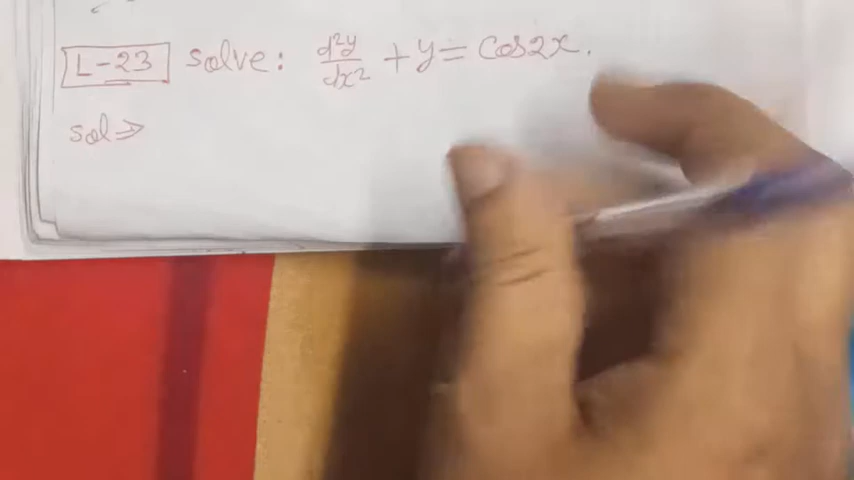 L-23 solve: d²y/dx² + y = cos2x.
sol⇒